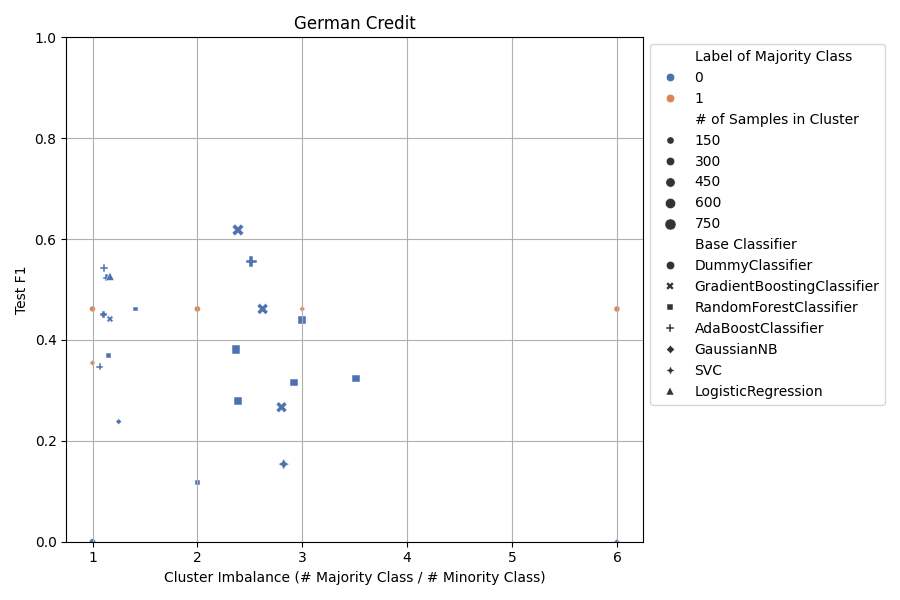 German Credit
1.0
0.8
0.6
0.4
0.2
0.0
Test F1
1
2
3
4
5
6
Cluster Imbalance (# Majority Class / # Minority Class)
Label of Majority Class
0
1
# of Samples in Cluster
150
300
450
600
750
Base Classifier
DummyClassifier
GradientBoostingClassifier
RandomForestClassifier
AdaBoostClassifier
GaussianNB
SVC
LogisticRegression